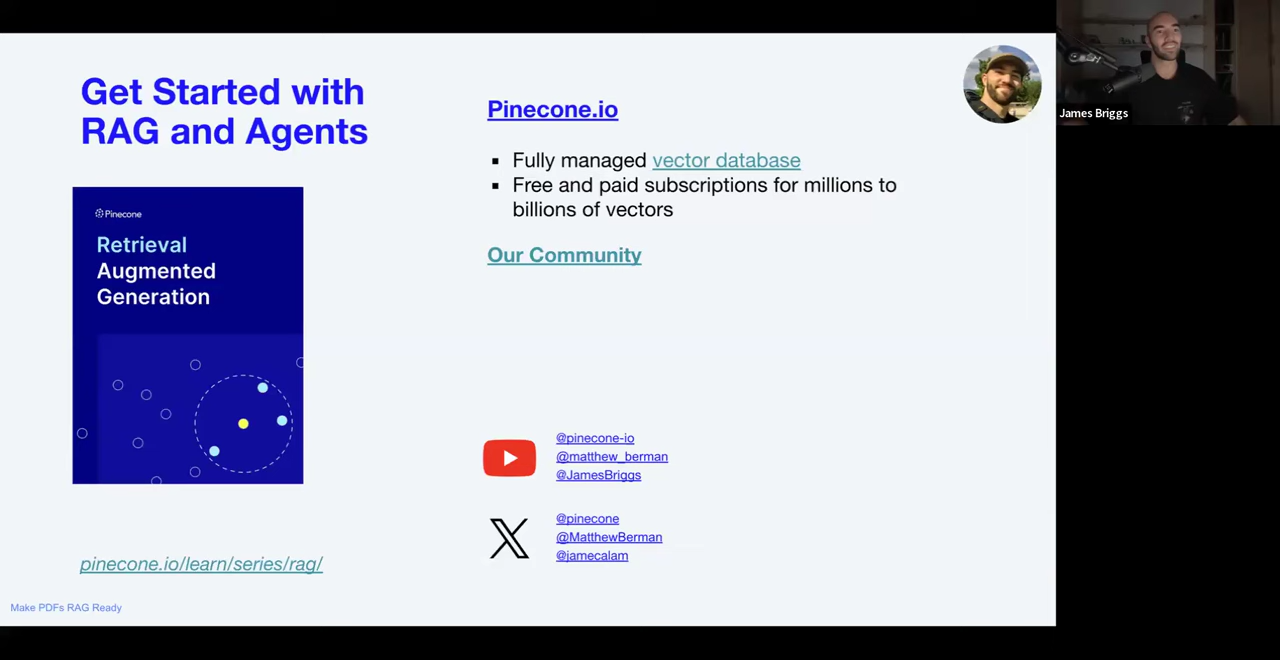 Get Started with
RAG and Agents
Pinecone
Retrieval
Augmented
Generation
pinecone.io/learn/series/rag/
Make PDFs RAG Ready
Pinecone.io
▪ Fully managed vector database
▪ Free and paid subscriptions for millions to
billions of vectors
Our Community
@pinecone-io
@matthew_berman
@JamesBriggs
@pinecone
@MatthewBerman
@jamecalam
James Briggs